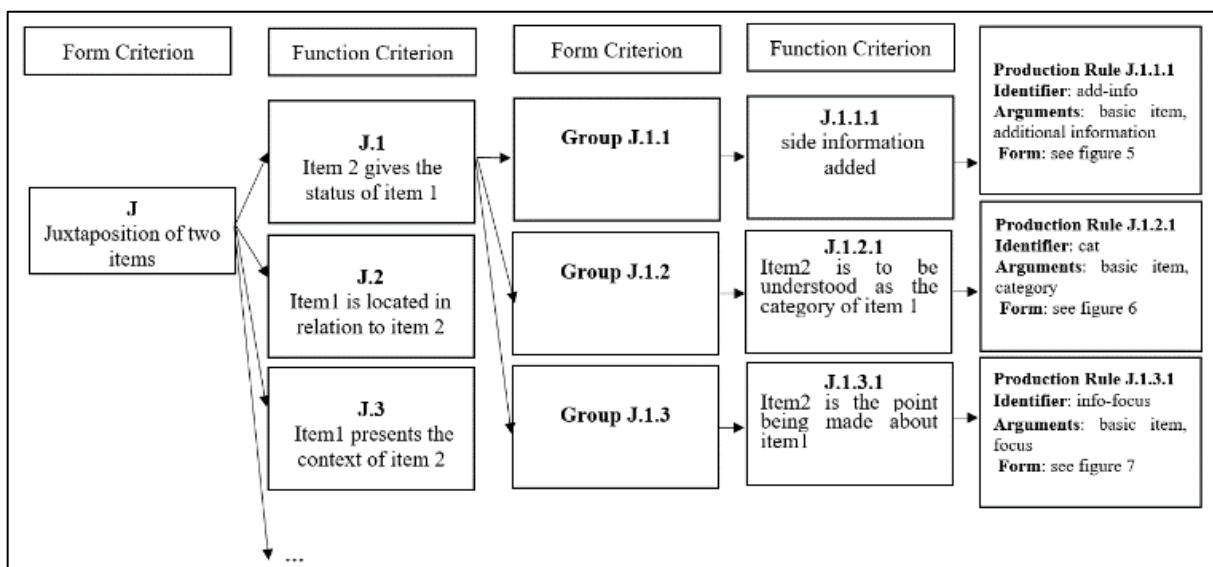 Form Criterion
Function Criterion
Form Criterion
Function Criterion
J
Juxtaposition of two
items
J.1
Item 2 gives the
status of item 1
J.2
Item1 is located in
relation to item 2
J.3
Item1 presents the
context of item 2
...
Group J.1.1
Group J.1.2
Group J.1.3
J.1.1.1
side information
added
J.1.2.1
Item2 is to be
understood as the
category of item 1
J.1.3.1
Item2 is the point
being made about
item1
Production Rule J.1.1.1
Identifier: add-info
Arguments: basic item,
additional information
Form: see figure 5
Production Rule J.1.2.1
Identifier: cat
Arguments: basic item,
category
Form: see figure 6
Production Rule J.1.3.1
Identifier: info-focus
Arguments: basic item,
focus
Form: see figure 7